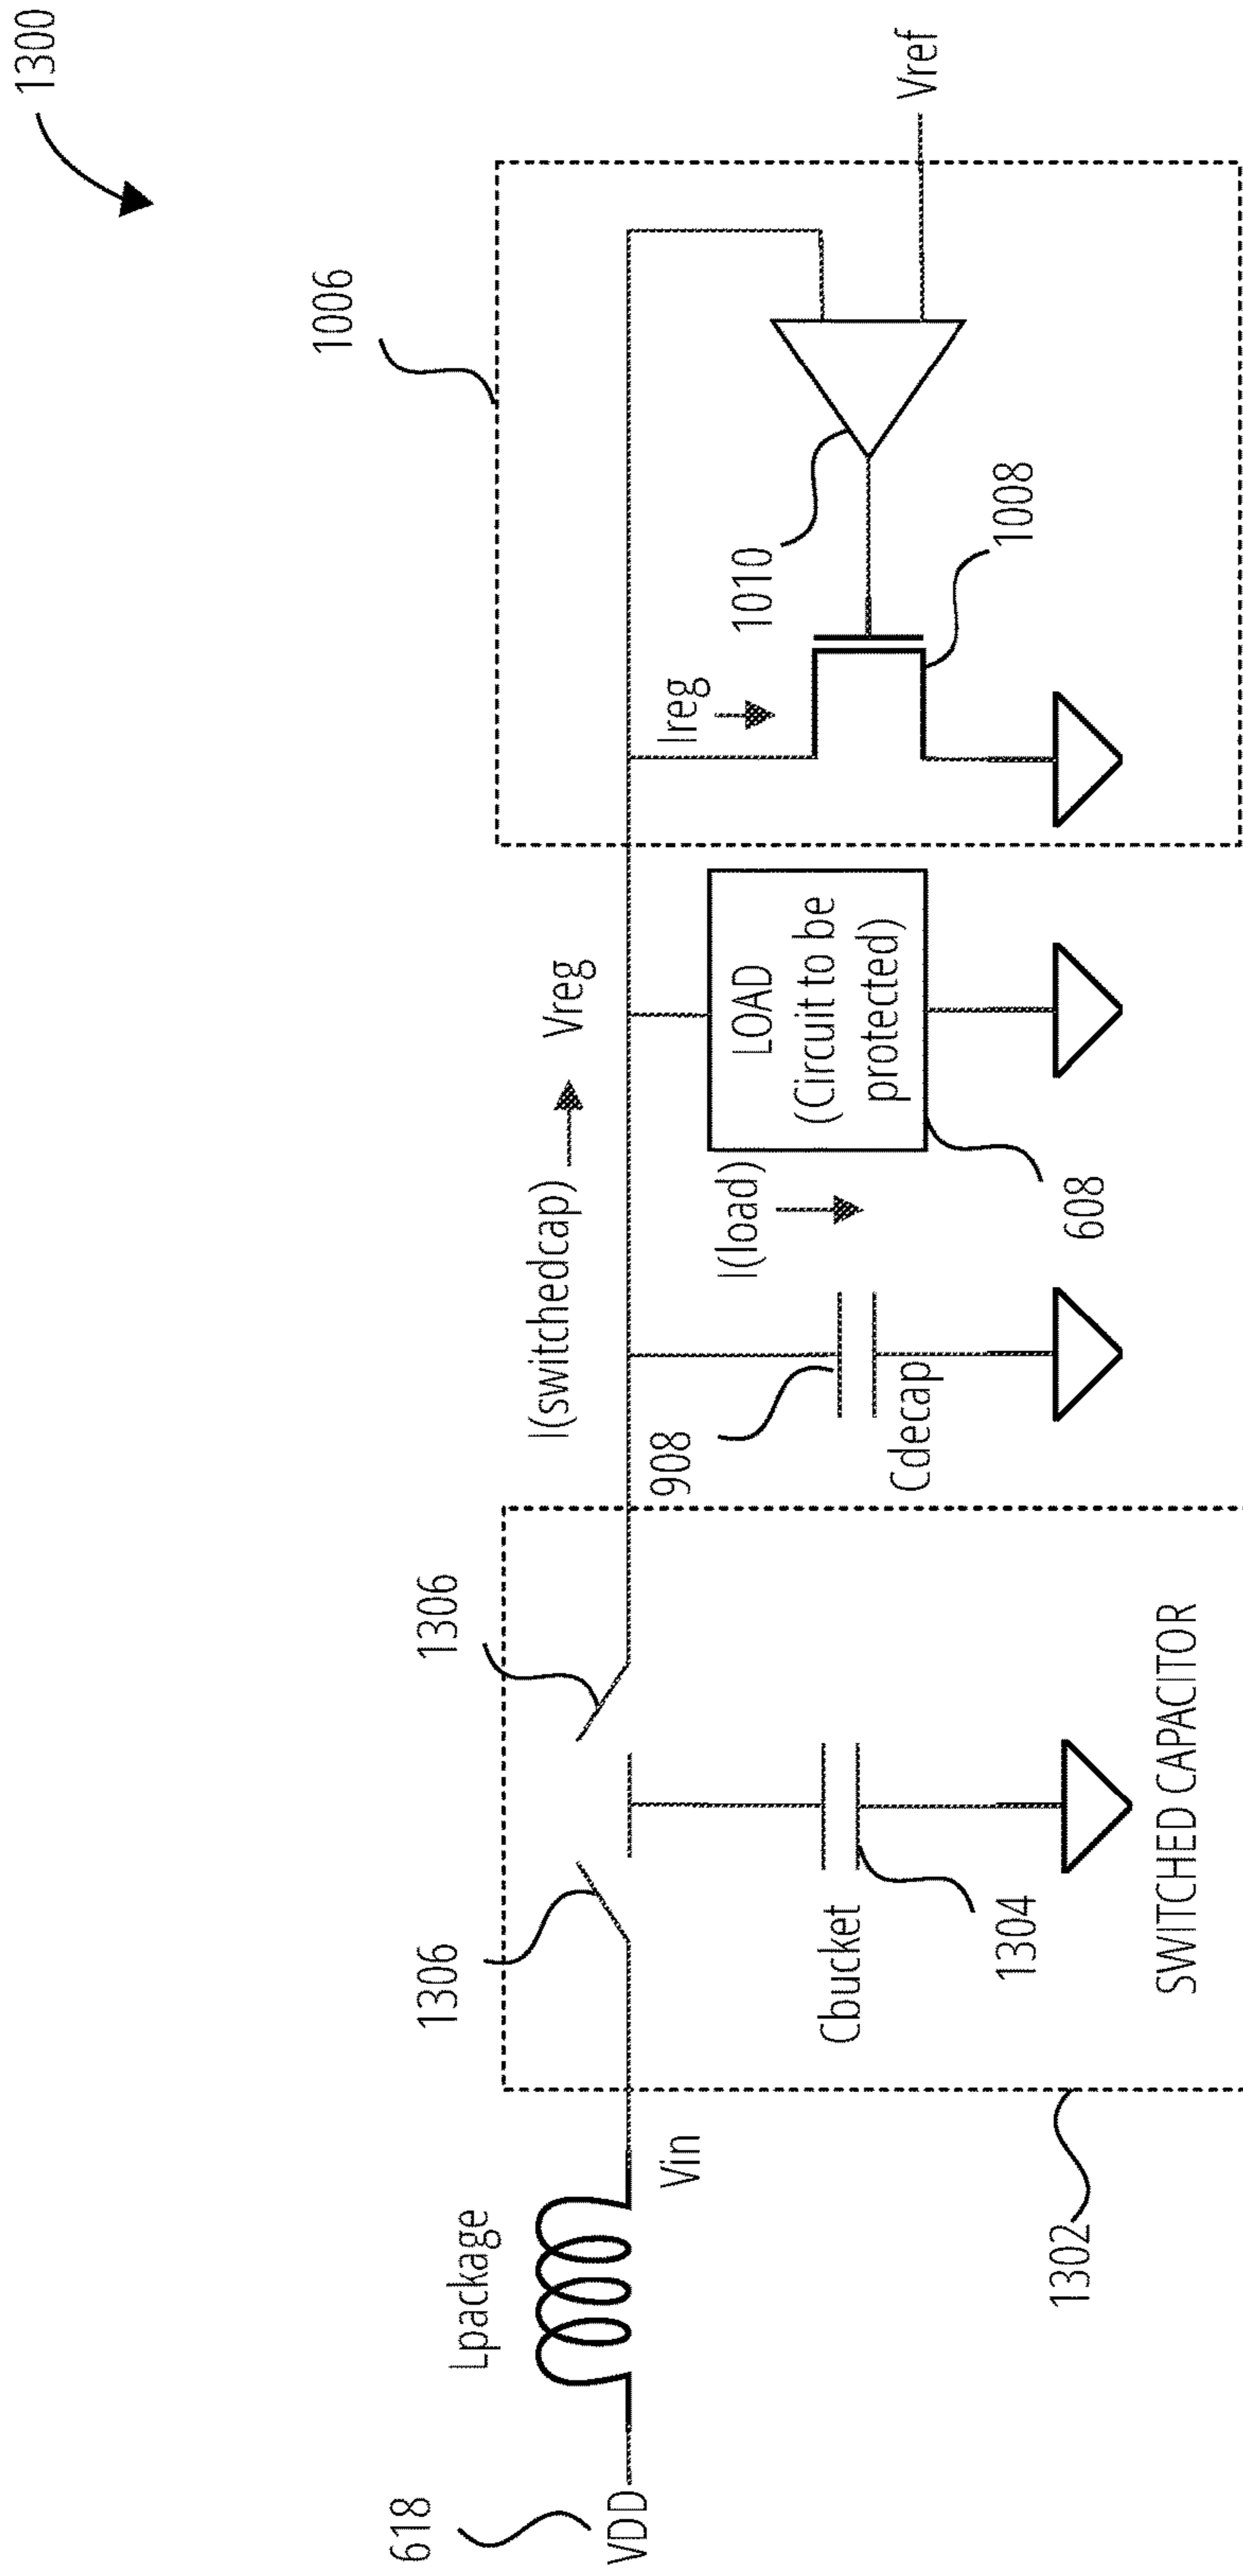 1300
1006
Vref
1010
1008
Ireg
Vreg
I(switchedcap)
LOAD
(Circuit to be
protected)
I(load)
608
908
Cdecap
1306
1306
Cbucket
1304
SWITCHED CAPACITOR
1302
Vin
Lpackage
618
VDD